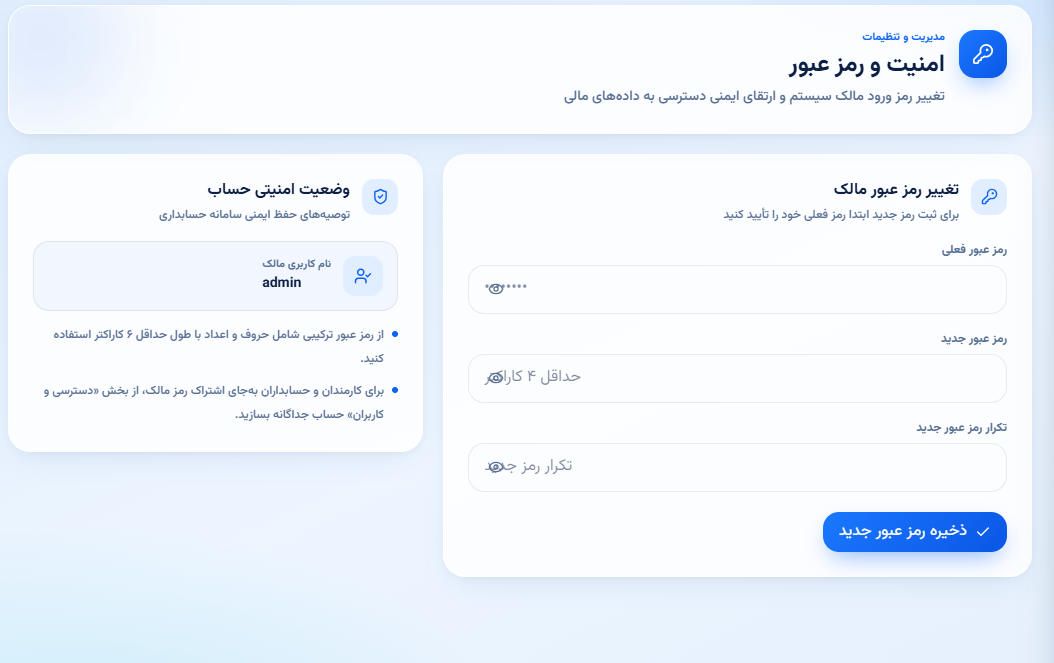 مدیریت و تنظیمات
امنیت و رمز عبور
تغییر رمز ورود مالک سیستم و ارتقای ایمنی دسترسی به داده‌های مالی
تغییر رمز عبور مالک
برای ثبت رمز جدید ابتدا رمز فعلی خود را تأیید کنید
رمز عبور فعلی
••••••••
رمز عبور جدید
حداقل ۴ کاراکتر
تکرار رمز عبور جدید
تکرار رمز جدید
ذخیره رمز عبور جدید
وضعیت امنیتی حساب
توصیه‌های حفظ ایمنی سامانه حسابداری
نام کاربری مالک
admin
از رمز عبور ترکیبی شامل حروف و اعداد با طول حداقل ۶ کاراکتر استفاده
کنید.
برای کارمندان و حسابداران به‌جای اشتراک رمز مالک، از بخش «دسترسی و
کاربران» حساب جداگانه بسازید.